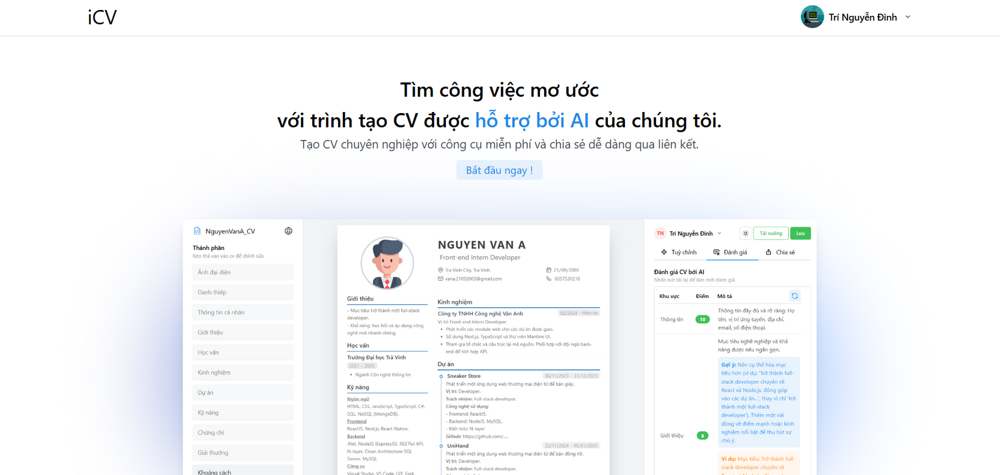 iCV
Trí Nguyễn Đình
Tìm công việc mơ ước
với trình tạo CV được hỗ trợ bởi AI của chúng tôi.
Tạo CV chuyên nghiệp với công cụ miễn phí và chia sẻ dễ dàng qua liên kết.
Bắt đầu ngay !
NguyenVanA_CV
Thành phần
Kéo thả vào vào cv để chỉnh sửa
Ảnh đại diện
Danh thiếp
Thông tin cá nhân
Giới thiệu
Học vấn
Kinh nghiệm
Dự án
Kỹ năng
Chứng chỉ
Giải thưởng
Khoảng cách
NGUYEN VAN A
Front-end Intern Developer
Tra Vinh City, Tra Vinh
21/09/2003
vana.21092003@gmail.com
0357530218
Giới thiệu
- Mục tiêu: trở thành một full-stack
developer.
- Khả năng: học hỏi và áp dụng công
nghệ mới nhanh chóng.
Học vấn
Trường Đại học Trà Vinh
2021 - 2025
Ngành Côn nghệ thông tin
Kỹ năng
Ngôn ngữ
HTML, CSS, JavaScript, TypeScript, C#,
SQL, NoSQL (MongoDB).
Frontend
ReactJS, Next.js, React-Native.
Backend
.Net, NodeJS (ExpressJS), RESTful API,
N-layer, Clean Architecture SQL
Server, MySQL
Công cụ
Visual Studio, VS Code, GIT, Fork,
Kinh nghiệm
Công ty TNHH Công nghệ Vân Anh
02/2024 - Hiện tại
Vị trí: Front-end Intern Developer
Phát triển các module web cho các dự án được giao.
Sử dụng Next.js, TypeScript và thư viện Mantine UI.
Tham gia tổ chức và cấu trúc lại mã nguồn. Phối hợp với đội ngũ back-
end để tích hợp API.
Dự án
Sneaker Store
06/11/2023 - 31/12/2023
Phát triển một ứng dụng web thương mại điện tử để bán giày.
Vị trí: Developer.
Trách nhiệm: Full-stack developer.
Công nghệ sử dụng:
- Frontend: ReactJS.
- Backend: NodeJS, MySQL.
- Kiến trúc: N-layer
Github: https://github.com/....
UniHand
22/11/2024 - 05/01/2025
Phát triển một ứng dụng web thương mại điện tử để bán đồng hồ.
Vị trí: Developer.
Trách nhiệm: Full-stack developer.
TN
Trí Nguyễn Đình
Tải xuống
Lưu
Tuỳ chỉnh
Đánh giá
Chia sẻ
Đánh giá CV bởi AI
Nhấn nút tải lại để làm mới đánh giá
Khu vực Điểm Mô tả
Thông tin
10
Thông tin đầy đủ và rõ ràng: Họ
tên, vị trí ứng tuyển, địa chỉ,
email, số điện thoại.
Giới thiệu
8
Mục tiêu nghề nghiệp và khả
năng được nêu ngắn gọn.
Gợi ý: Nên cụ thể hóa mục
tiêu hơn (ví dụ: 'Trở thành full-
stack developer chuyên về
React và Node.js, đóng góp
vào các dự án...', thay vì chỉ 'trở
thành một full-stack
developer'). Thêm một vài
dòng về điểm mạnh hoặc kinh
nghiệm nổi bật để thu hút sự
chú ý.
Ví dụ: Mục tiêu: Trở thành full-
stack developer chuyên về